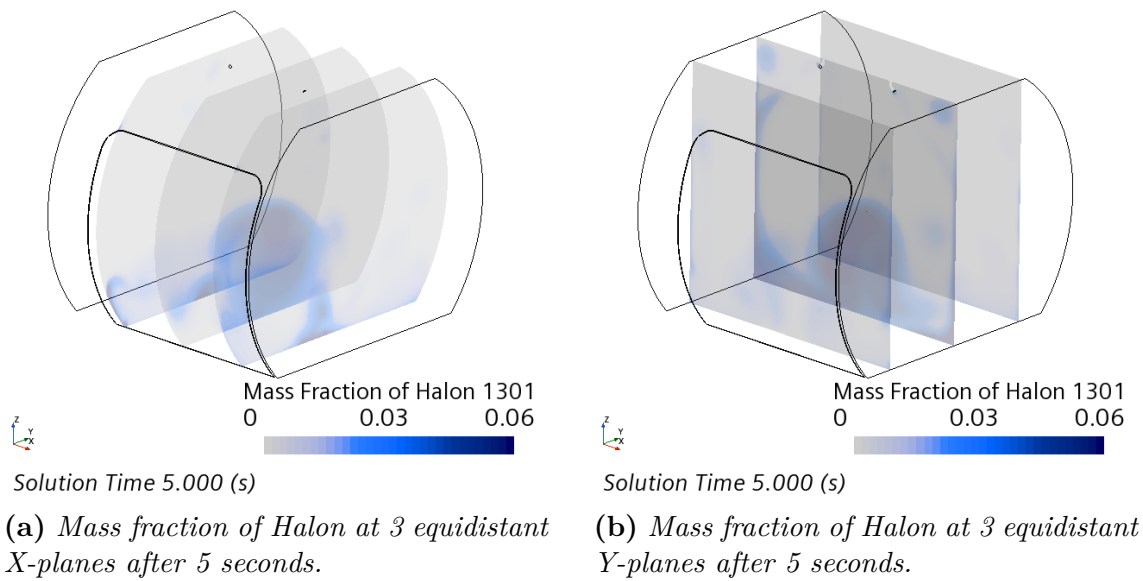 Mass Fraction of Halon 1301
0 0.03 0.06
Z
Y
X
Solution Time 5.000 (s)
(a) Mass fraction of Halon at 3 equidistant
X-planes after 5 seconds.
Mass Fraction of Halon 1301
0 0.03 0.06
Z
Y
X
Solution Time 5.000 (s)
(b) Mass fraction of Halon at 3 equidistant
Y-planes after 5 seconds.